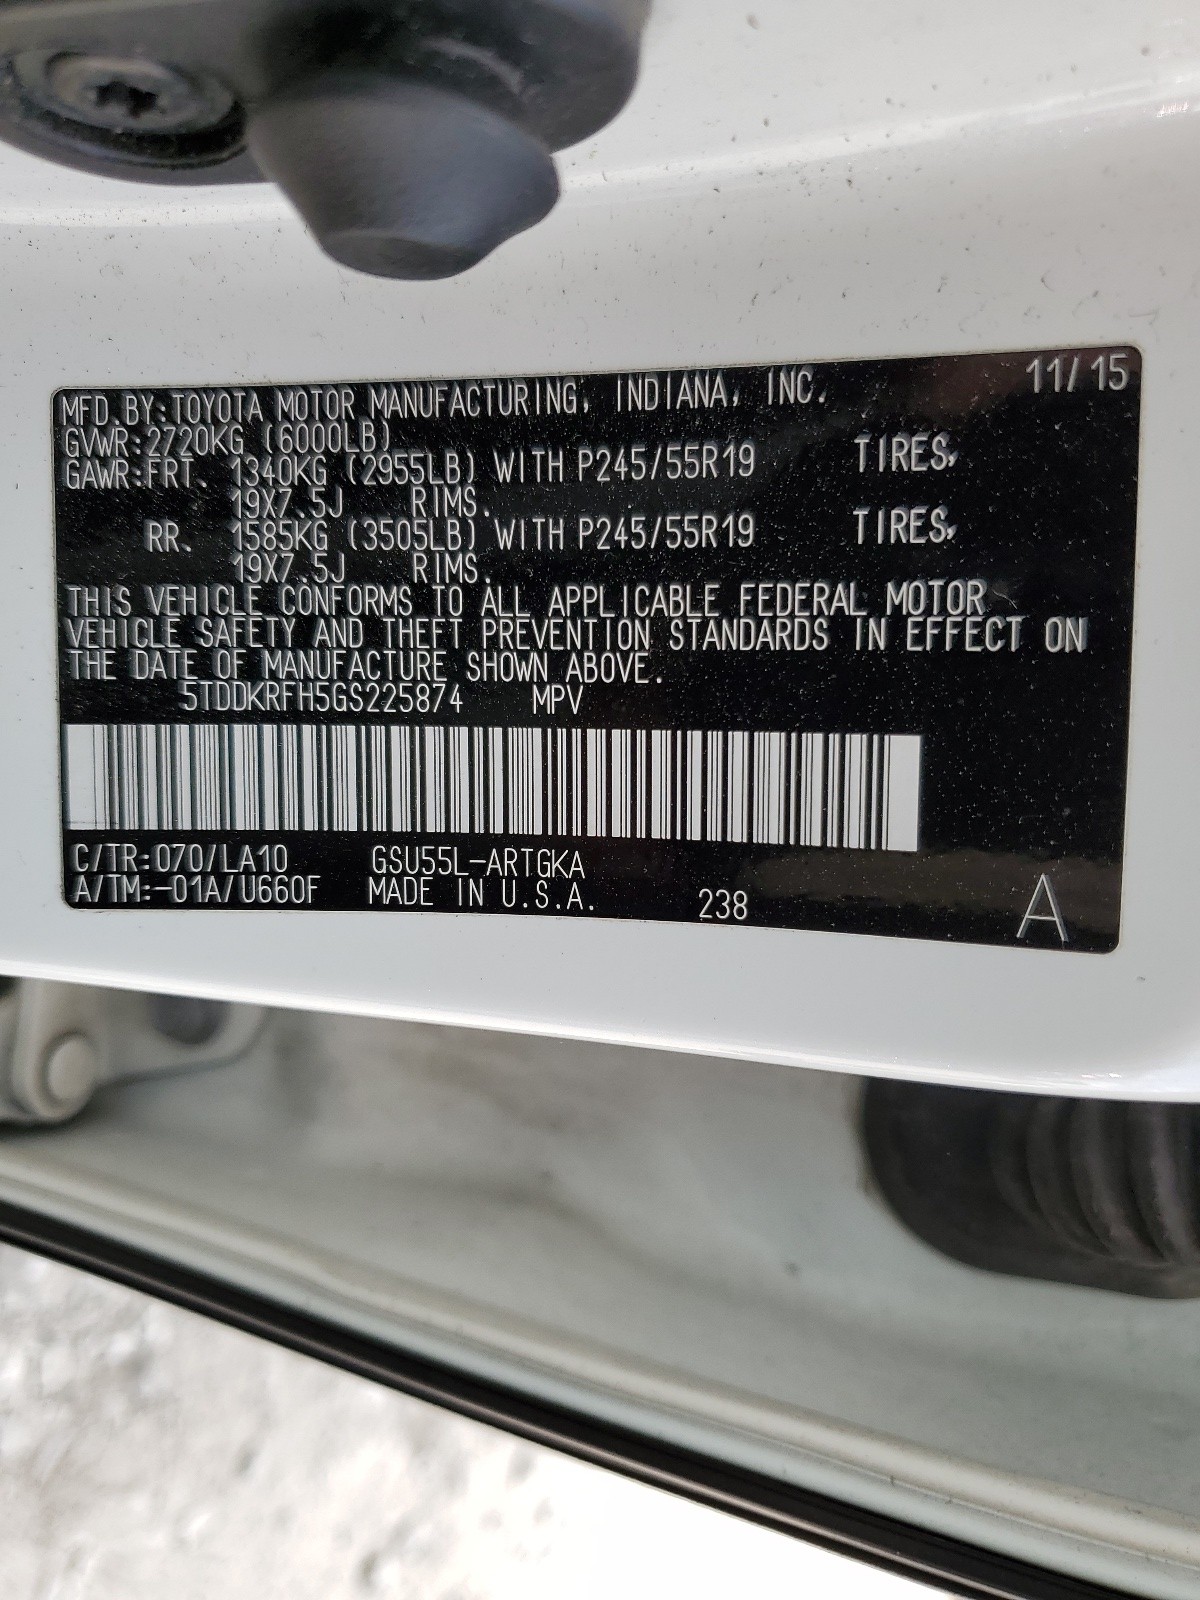 11/15
MFD.BY:TOYOTA MOTOR MANUFACTURING, INDIANA, INC.
GVWR:2720KG (6000LB)
GAWR:FRT. 1340KG (2955LB) WITH P245/55R19 TIRES,
19X7.5J RIMS.
RR. 1585KG (3505LB) WITH P245/55R19 TIRES,
19X7.5J RIMS.
THIS VEHICLE CONFORMS TO ALL APPLICABLE FEDERAL MOTOR
VEHICLE SAFETY AND THEFT PREVENTION STANDARDS IN EFFECT ON
THE DATE OF MANUFACTURE SHOWN ABOVE.
5TDDKRFH5GS225874 MPV
C/TR:070/LA10 GSU55L-ARTGKA
A/TM:-01A/U660F MADE IN U.S.A. 238 A